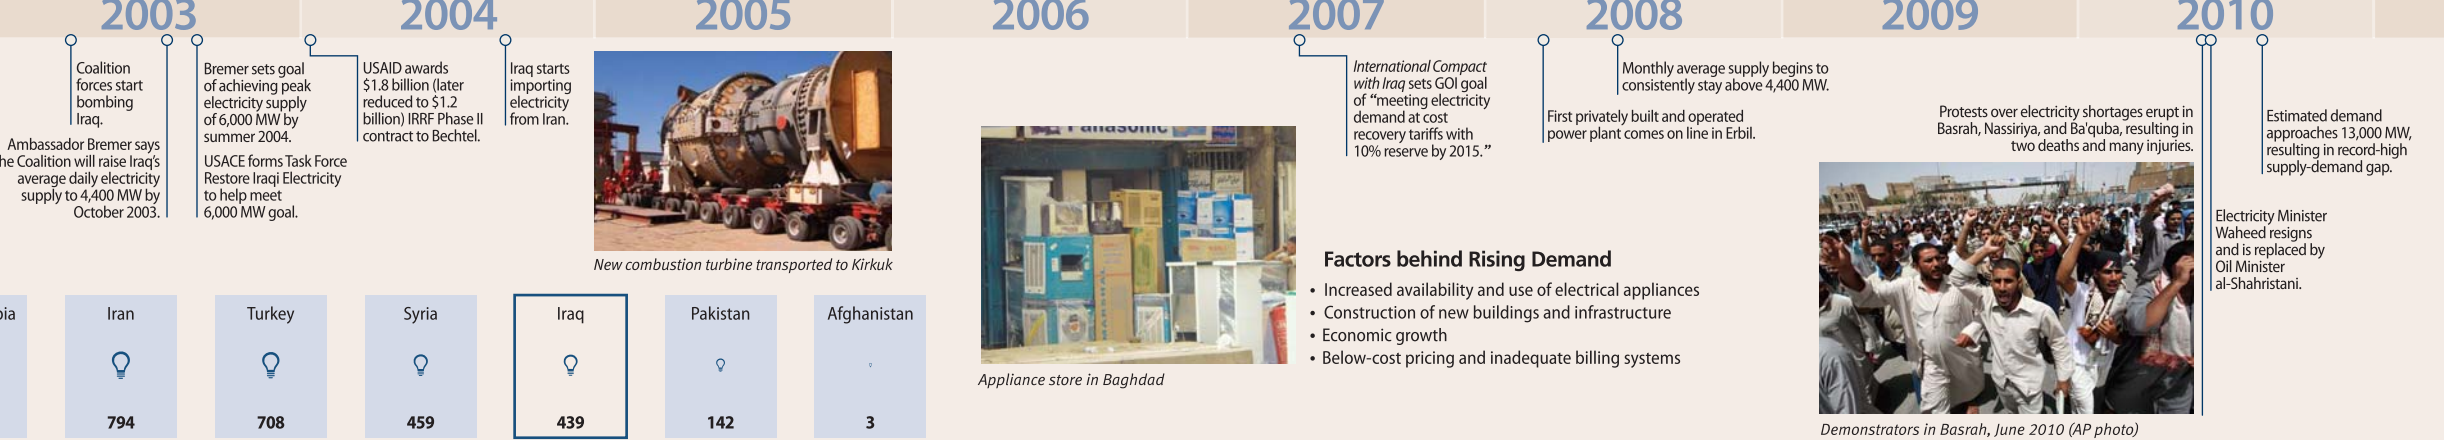 2003
2004
2005
2006
2007
2008
2009
2010
Coalition
forces start
bombing
Iraq.
Ambassador Bremer says
he Coalition will raise Iraq's
average daily electricity
supply to 4,400 MW by
October 2003.
Bremer sets goal
of achieving peak
electricity supply
of 6,000 MW by
summer 2004.
USACE forms Task Force
Restore Iraqi Electricity
to help meet
6,000 MW goal.
USAID awards
$1.8 billion (later
reduced to $1.2
billion) IRRF Phase II
contract to Bechtel.
Iraq starts
importing
electricity
from Iran.
New combustion turbine transported to Kirkuk
Panasonic
Appliance store in Baghdad
International Compact
with Iraq sets GOI goal
of “meeting electricity
demand at cost
recovery tariffs with
10% reserve by 2015.”
First privately built and operated
power plant comes on line in Erbil.
Monthly average supply begins to
consistently stay above 4,400 MW.
Factors behind Rising Demand
• Increased availability and use of electrical appliances
• Construction of new buildings and infrastructure
• Economic growth
• Below-cost pricing and inadequate billing systems
Protests over electricity shortages erupt in
Basrah, Nassiriya, and Ba'quba, resulting in
two deaths and many injuries.
Demonstrators in Basrah, June 2010 (AP photo)
Electricity Minister
Waheed resigns
and is replaced by
Oil Minister
al-Shahristani.
Estimated demand
approaches 13,000 MW,
resulting in record-high
supply-demand gap.
bia
Iran
794
Turkey
708
Syria
459
Iraq
439
Pakistan
142
Afghanistan
3